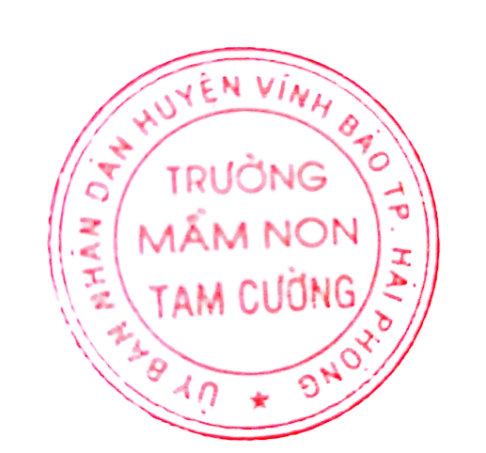 ỦY BAN NHÂN DÂN HUYỆN VĨNH BẢO TP. HẢI PHÒNG
TRƯỜNG
MẦM NON
TAM CƯỜNG